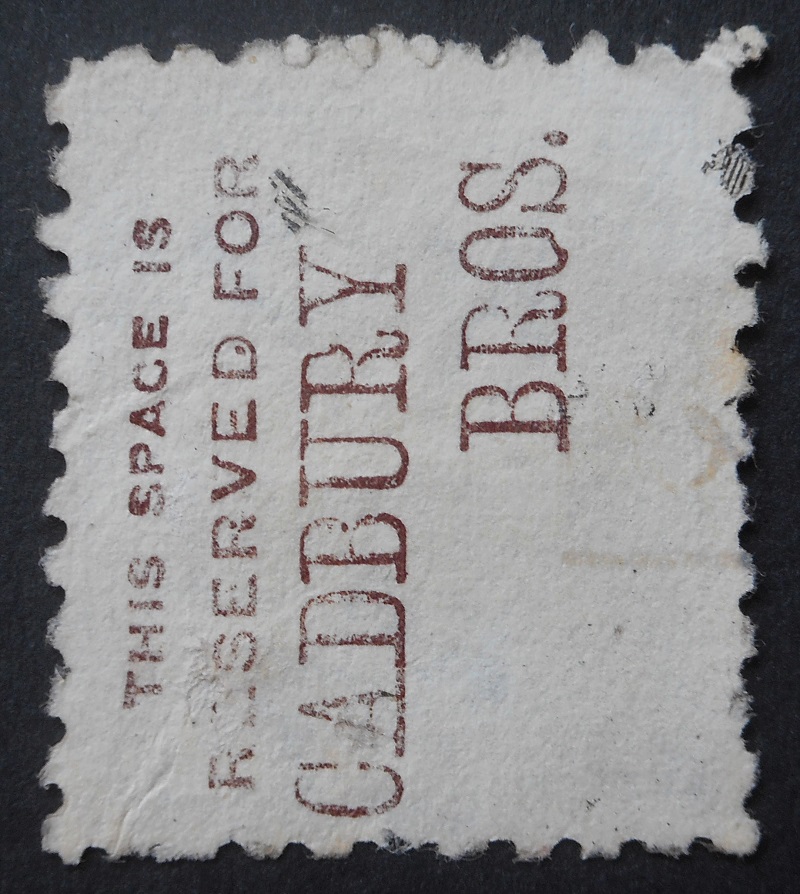 THIS SPACE IS
RESERVED FOR
CADBURY
BROS.